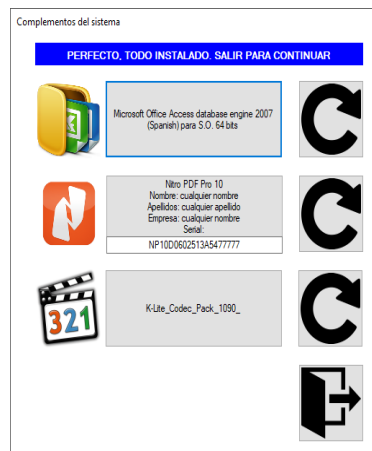 Complementos del sistema
PERFECTO, TODO INSTALADO. SALIR PARA CONTINUAR
Microsoft Office Access database engine 2007
(Spanish) para S.O. 64 bits
Nitro PDF Pro 10
Nombre: cualquier nombre
Apellidos: cualquier apellido
Empresa: cualquier nombre
Serial:
NP10D0602513A5477777
321
K-Lite_Codec_Pack_1090_